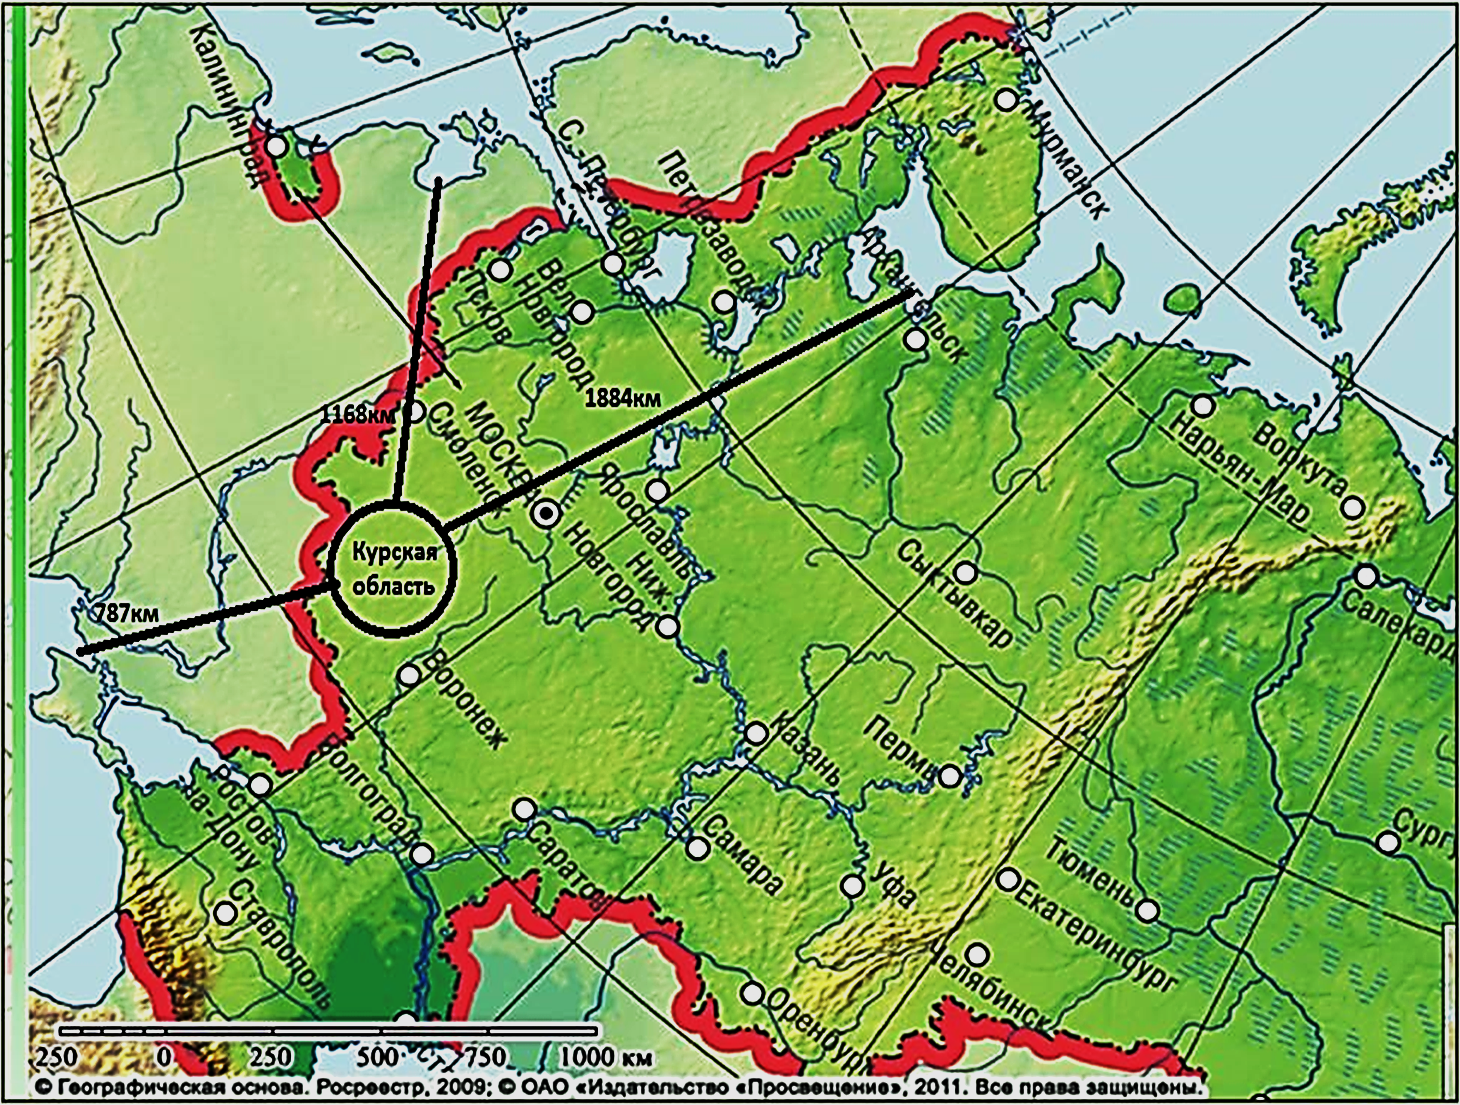 Калининград
Мурманск
С.-Петербург
Петрозаводск
Архангельск
Псков
Вел.
Новгород
1884км
1168км
Смоленск
МОСКВА
Ярославль
Нарьян-Мар
Воркута
Салехард
Курская
область
787км
Ниж.
Новгород
Сыктывкар
Воронеж
Казань
Пермь
Сургу
Ростов
на-Дону
Волгоград
Саратов
Самара
Уфа
Тюмень
Екатеринбург
Ставрополь
Челябинск
Оренбург
250 0 250 500 750 1000 км
© Географическая основа. Росреестр, 2009; © ОАО «Издательство «Просвещение», 2011. Все права защищены.